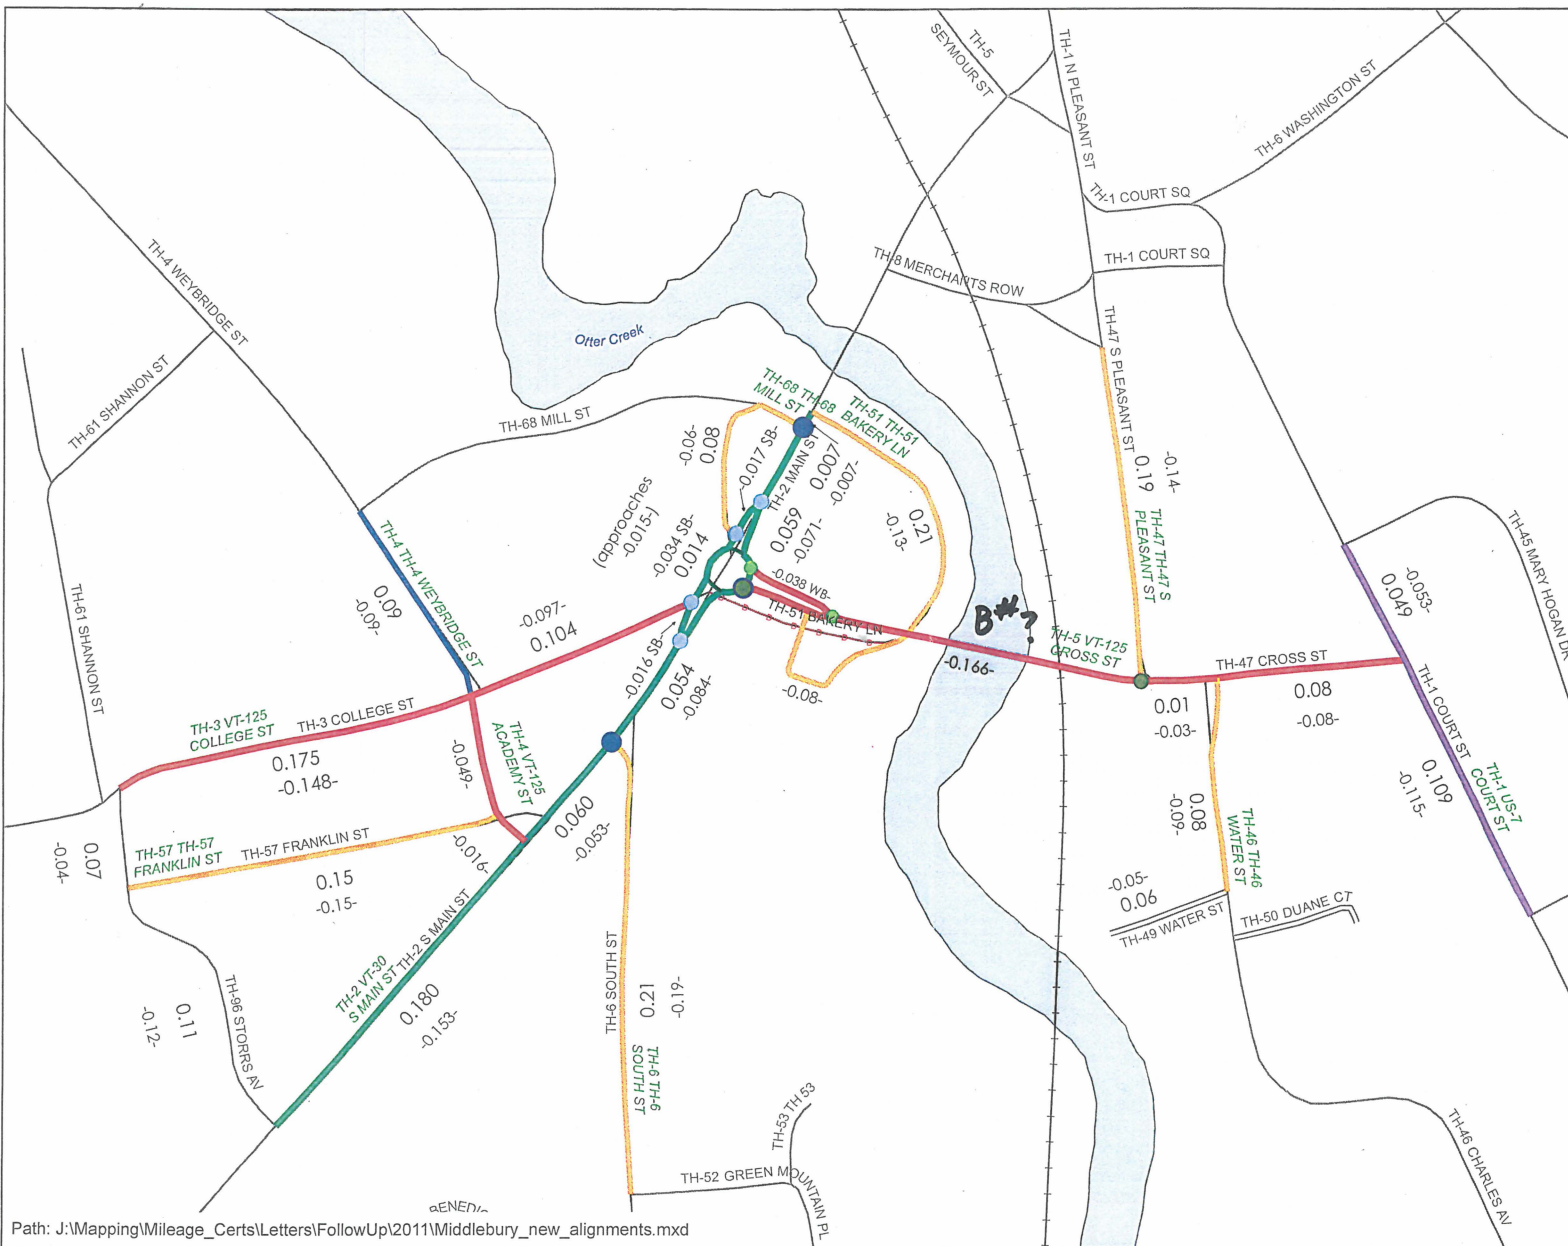 TH-5
SEYMOUR ST
TH-1 N PLEASANT ST
TH-6 WASHINGTON ST
TH-1 COURT SQ
TH-4 WEYBRIDGE ST
TH-8 MERCHANTS ROW
TH-1 COURT SQ
Otter Creek
TH-47 S PLEASANT ST
TH-61 SHANNON ST
TH-68 TH-68
MILL ST
TH-51 TH-51
BAKERY LN
TH-68 MILL ST
-0.06-
0.08
-0.017 SB-
TH-2 MAIN ST
0.007
-0.007-
0.19
-0.14-
TH-47 TH-47 S
PLEASANT ST
(approaches
-0.015-)
-0.034 SB-
0.014
0.059
-0.071-
0.21
-0.13-
TH-45 MARY HOGAN DR
TH-4 TH-4 WEYBRIDGE ST
0.09
-0.09-
-0.038 WB-
TH-51 BAKERY LN
B#?
-0.053-
0.049
TH-61 SHANNON ST
-0.097-
0.104
-0.016 SB-
0.054
-0.084-
-0.08-
-0.166-
TH-5 VT-125
CROSS ST
TH-47 CROSS ST
0.01
-0.03-
0.08
-0.08-
TH-1 COURT ST
TH-3 VT-125
COLLEGE ST
TH-3 COLLEGE ST
0.175
-0.148-
-0.049-
TH-4 VT-125
ACADEMY ST
0.060
-0.053-
0.109
-0.115-
TH-1 US-7
COURT ST
0.08
-0.09-
TH-46 TH-46
WATER ST
TH-57 TH-57
FRANKLIN ST
TH-57 FRANKLIN ST
0.15
-0.15-
-0.016-
0.07
-0.04-
-0.05-
0.06
TH-49 WATER ST
TH-50 DUANE CT
TH-2 VT-30
S MAIN ST
TH-2 S MAIN ST
0.180
-0.153-
TH-6 SOUTH ST
0.21
-0.19-
TH-6 TH-6
SOUTH ST
TH-96 STORRS AV
0.11
-0.12-
TH-53 TH 53
TH-52 GREEN MOUNTAIN PL
TH-46 CHARLES AV
Path: J:\Mapping\Mileage_Certs\Letters\FollowUp\2011\Middlebury_new_alignments.mxd